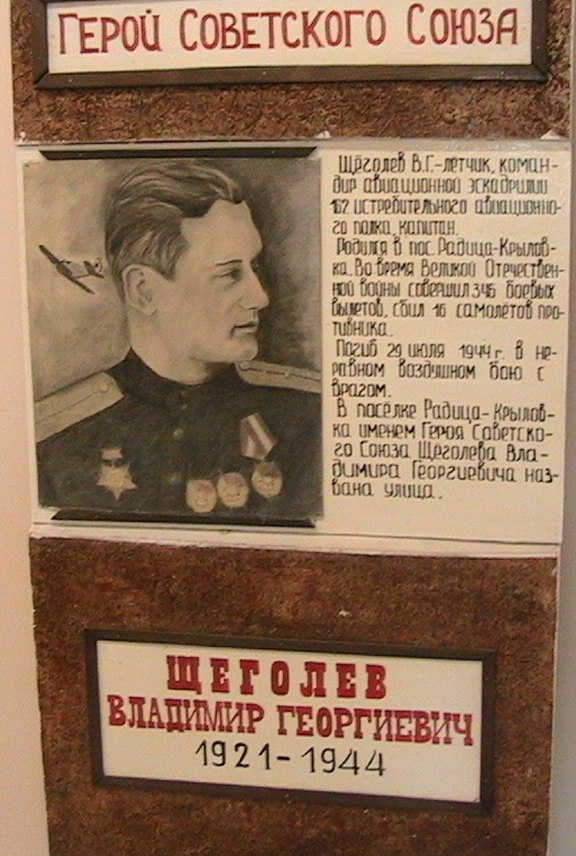 ГЕРОЙ СОВЕТСКОГО СОЮЗА
Щёголев В.Г.-лётчик, коман-
дир авиационной эскадрилии
162 истребительного авиационно-
го полка, капитан.
Родился в пос. Радица-Крылов-
ка. Во время Великой Отечествен-
ной войны совершил 345 боевых
вылетов, сбил 16 самолётов про-
тивника.
Погиб 29 июля 1944 г. в не-
равном воздушном бою с
врагом.
В посёлке Радица-Крылов-
ка именем Героя Советско-
го Союза Щёголева Вла-
димира Георгиевича наз-
вана улица.
ЩЕГОЛЕВ
ВЛАДИМИР ГЕОРГИЕВИЧ
1921-1944